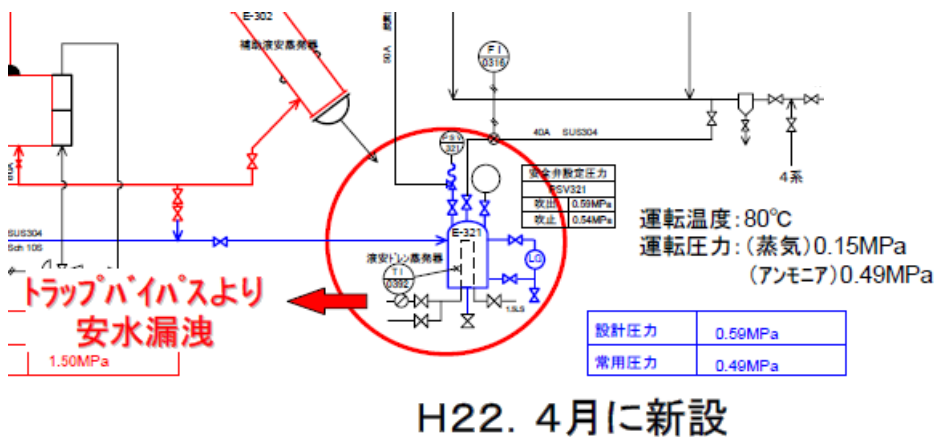 E-302
補助液安蒸発器
50A
FI
0316
40A SUS304
PSV
321
安全弁設定圧力
PSV321
吹出 0.59MPa
吹止 0.54MPa
4系
運転温度:80℃
運転圧力:(蒸気)0.15MPa
(アンモニア)0.49MPa
SUS304
Sch 10S
E-321
LG
液安ドレン蒸発器
TI
0392
1.5LS
トラップバイパスより
安水漏洩
1.50MPa
設計圧力 0.59MPa
常用圧力 0.49MPa
H22. 4月に新設